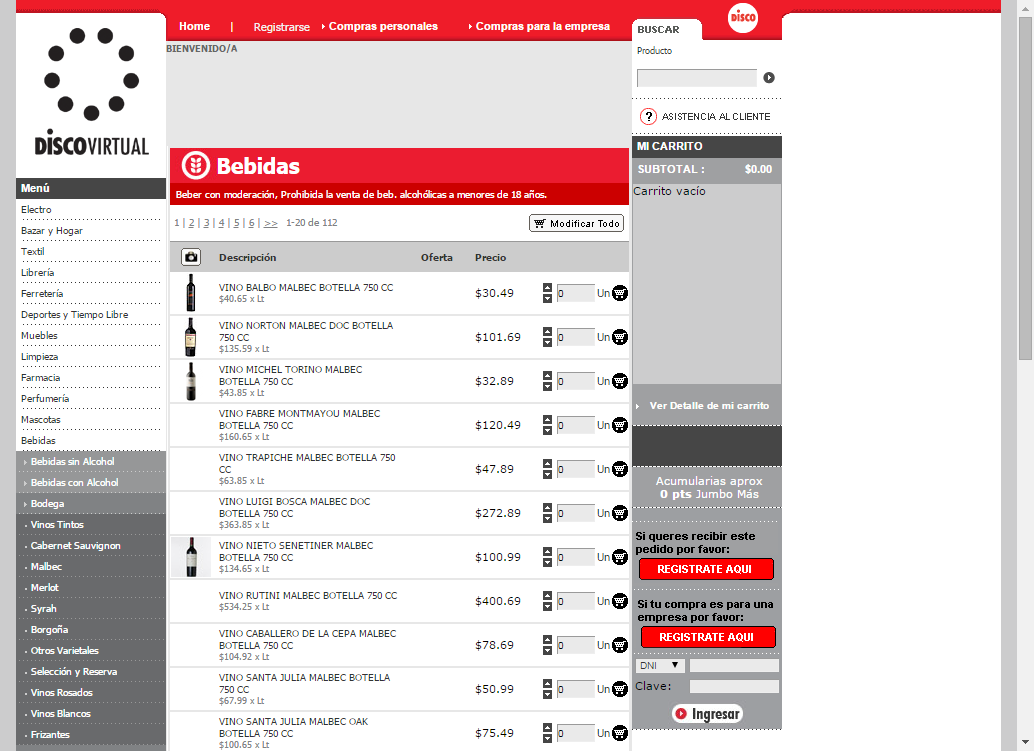 Home | Registrarse Compras personales Compras para la empresa
BUSCAR
DISCO
BIENVENIDO/A
Producto
DISCOVIRTUAL
ASISTENCIA AL CLIENTE
Menú
Electro
Bazar y Hogar
Textil
Librería
Ferretería
Deportes y Tiempo Libre
Muebles
Limpieza
Farmacia
Perfumería
Mascotas
Bebidas
Bebidas sin Alcohol
Bebidas con Alcohol
Bodega
Vinos Tintos
Cabernet Sauvignon
Malbec
Merlot
Syrah
Borgoña
Otros Varietales
Selección y Reserva
Vinos Rosados
Vinos Blancos
Frizantes
Bebidas
Beber con moderación, Prohibida la venta de beb. alcohólicas a menores de 18 años.
1 | 2 | 3 | 4 | 5 | 6 | >> 1-20 de 112
Modificar Todo
Descripción Oferta Precio
VINO BALBO MALBEC BOTELLA 750 CC
$40.65 x Lt
$30.49 0 Un
VINO NORTON MALBEC DOC BOTELLA
750 CC
$135.59 x Lt
$101.69 0 Un
VINO MICHEL TORINO MALBEC
BOTELLA 750 CC
$43.85 x Lt
$32.89 0 Un
VINO FABRE MONTMAYOU MALBEC
BOTELLA 750 CC
$160.65 x Lt
$120.49 0 Un
VINO TRAPICHE MALBEC BOTELLA 750
CC
$63.85 x Lt
$47.89 0 Un
VINO LUIGI BOSCA MALBEC DOC
BOTELLA 750 CC
$363.85 x Lt
$272.89 0 Un
VINO NIETO SENETINER MALBEC
BOTELLA 750 CC
$134.65 x Lt
$100.99 0 Un
VINO RUTINI MALBEC BOTELLA 750 CC
$534.25 x Lt
$400.69 0 Un
VINO CABALLERO DE LA CEPA MALBEC
BOTELLA 750 CC
$104.92 x Lt
$78.69 0 Un
VINO SANTA JULIA MALBEC BOTELLA
750 CC
$67.99 x Lt
$50.99 0 Un
VINO SANTA JULIA MALBEC OAK
BOTELLA 750 CC
$100.65 x Lt
$75.49 0 Un
MI CARRITO
SUBTOTAL : $0.00
Carrito vacío
Ver Detalle de mi carrito
Acumularias aprox
0 pts Jumbo Más
Si queres recibir este
pedido por favor:
REGISTRATE AQUI
Si tu compra es para una
empresa por favor:
REGISTRATE AQUI
DNI
Clave:
Ingresar